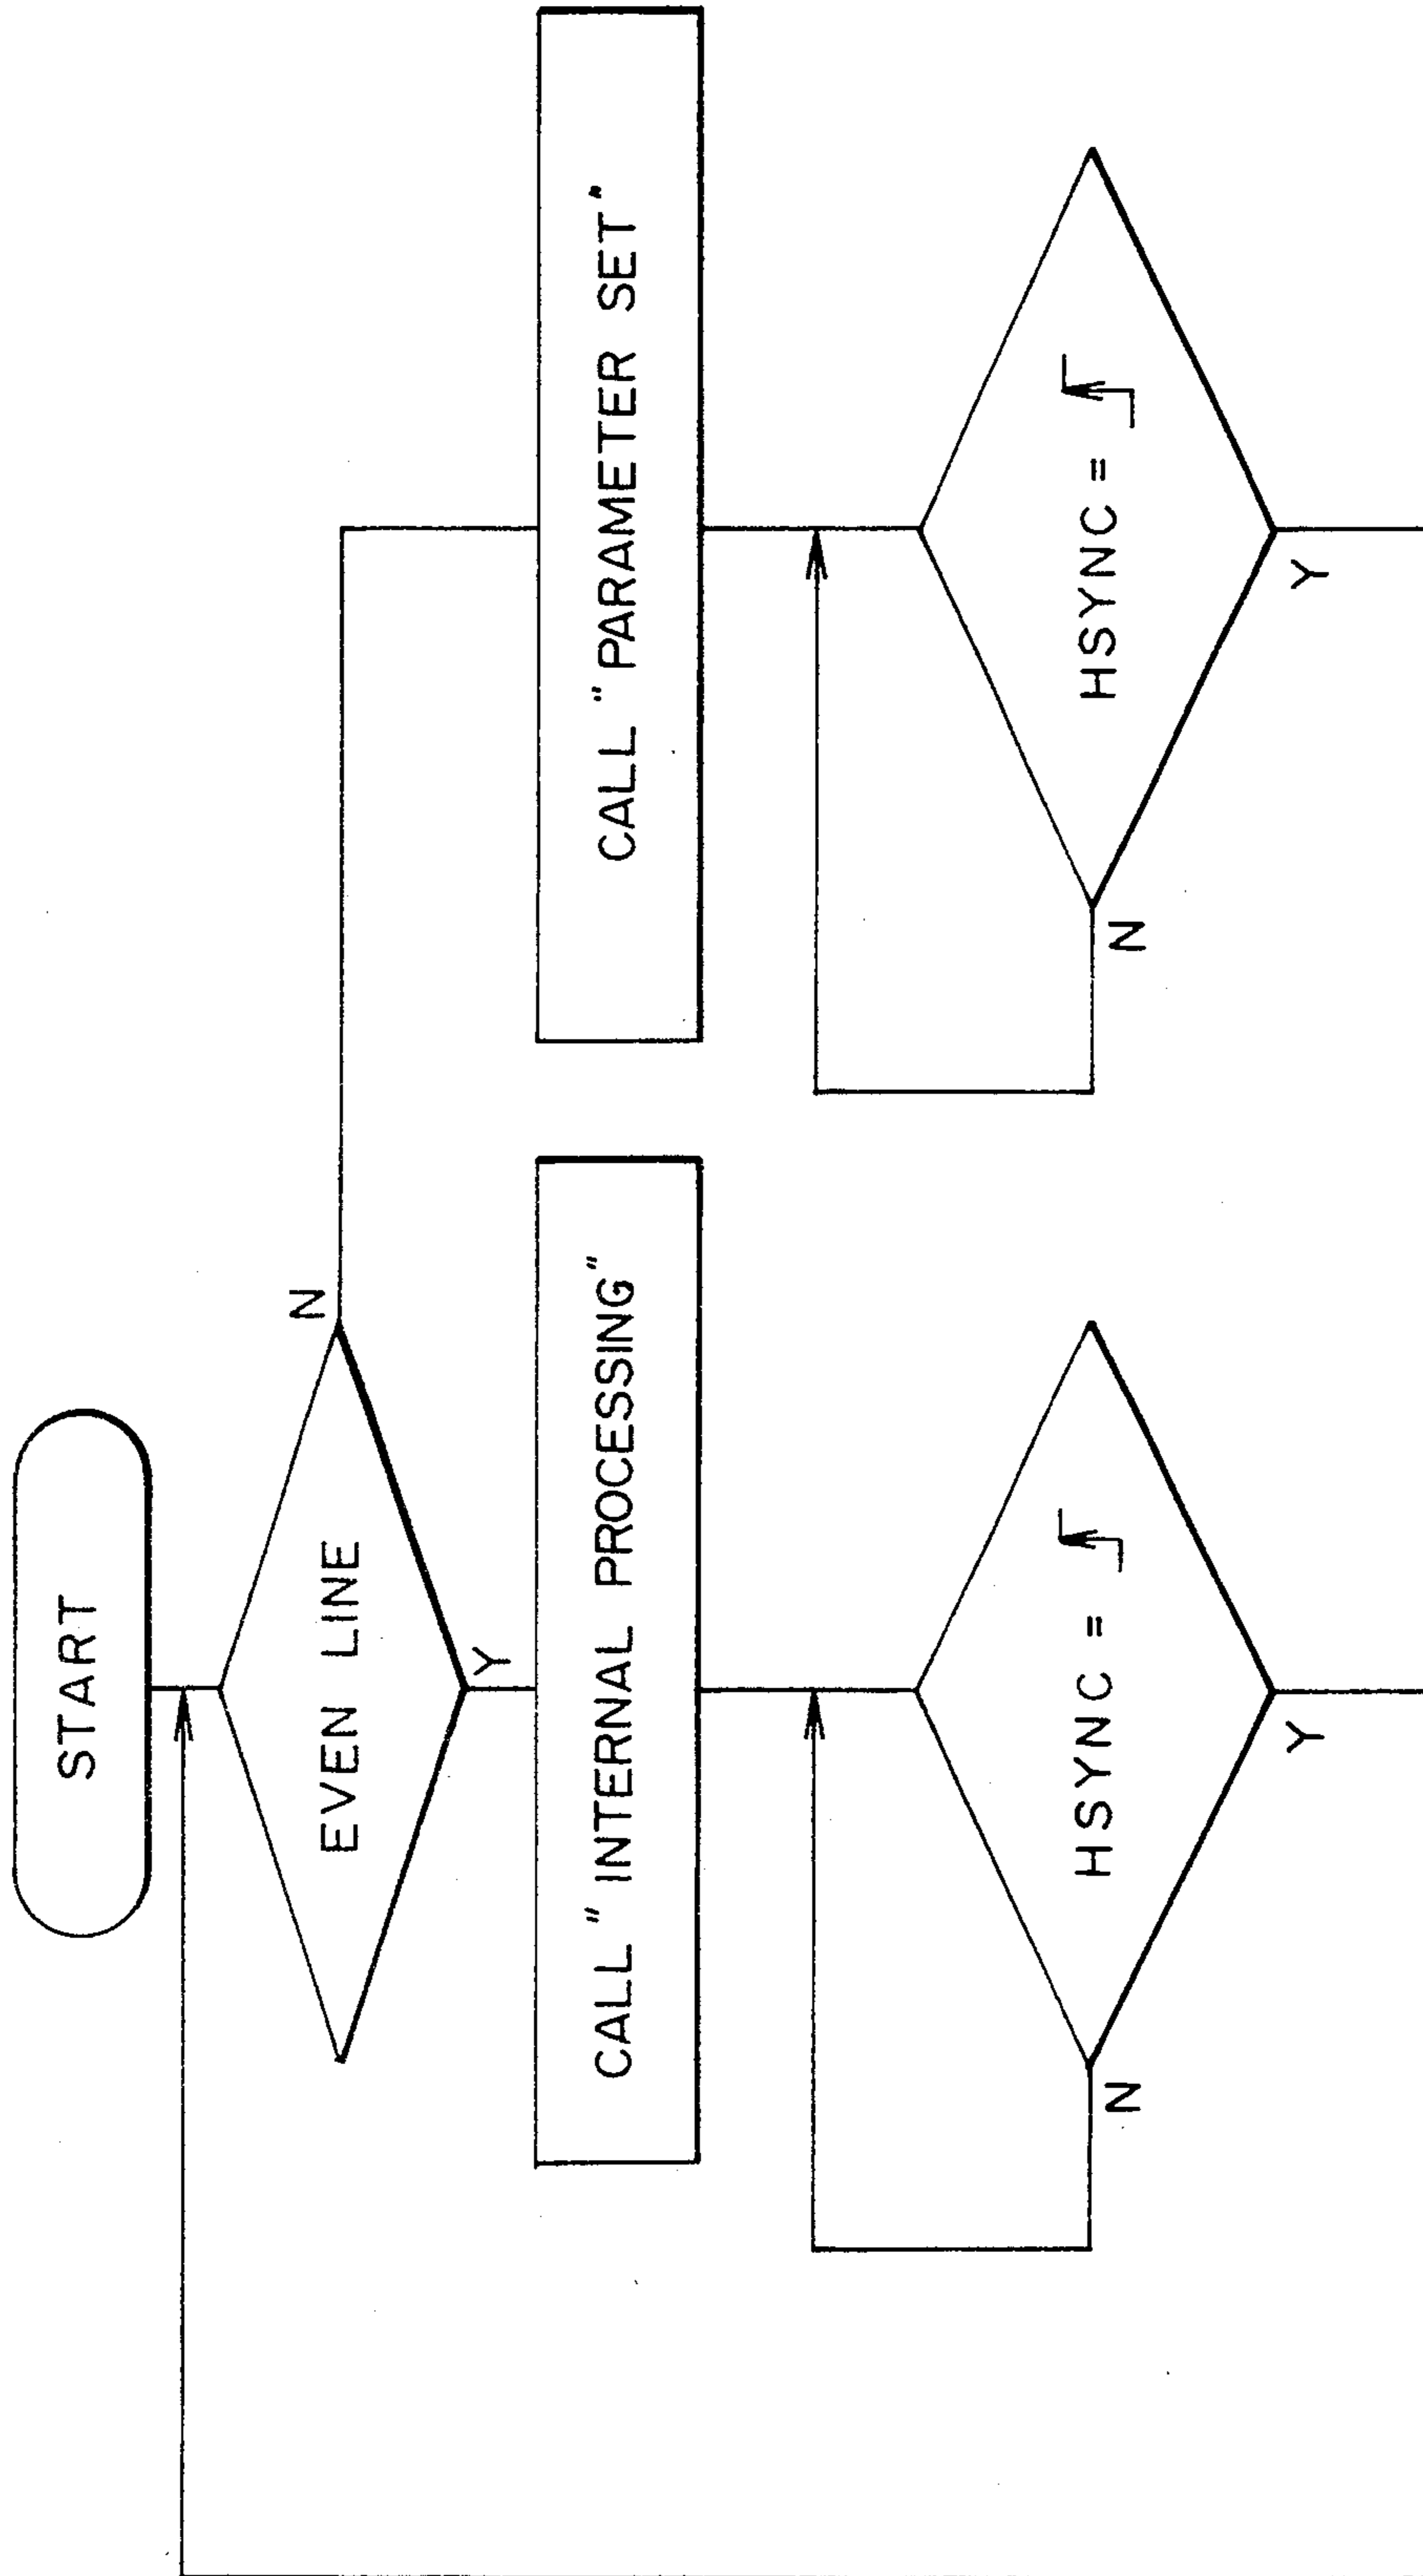 START
EVEN LINE
N
Y
CALL "INTERNAL PROCESSING"
CALL "PARAMETER SET"
HSYNC =
N
Y
HSYNC =
N
Y